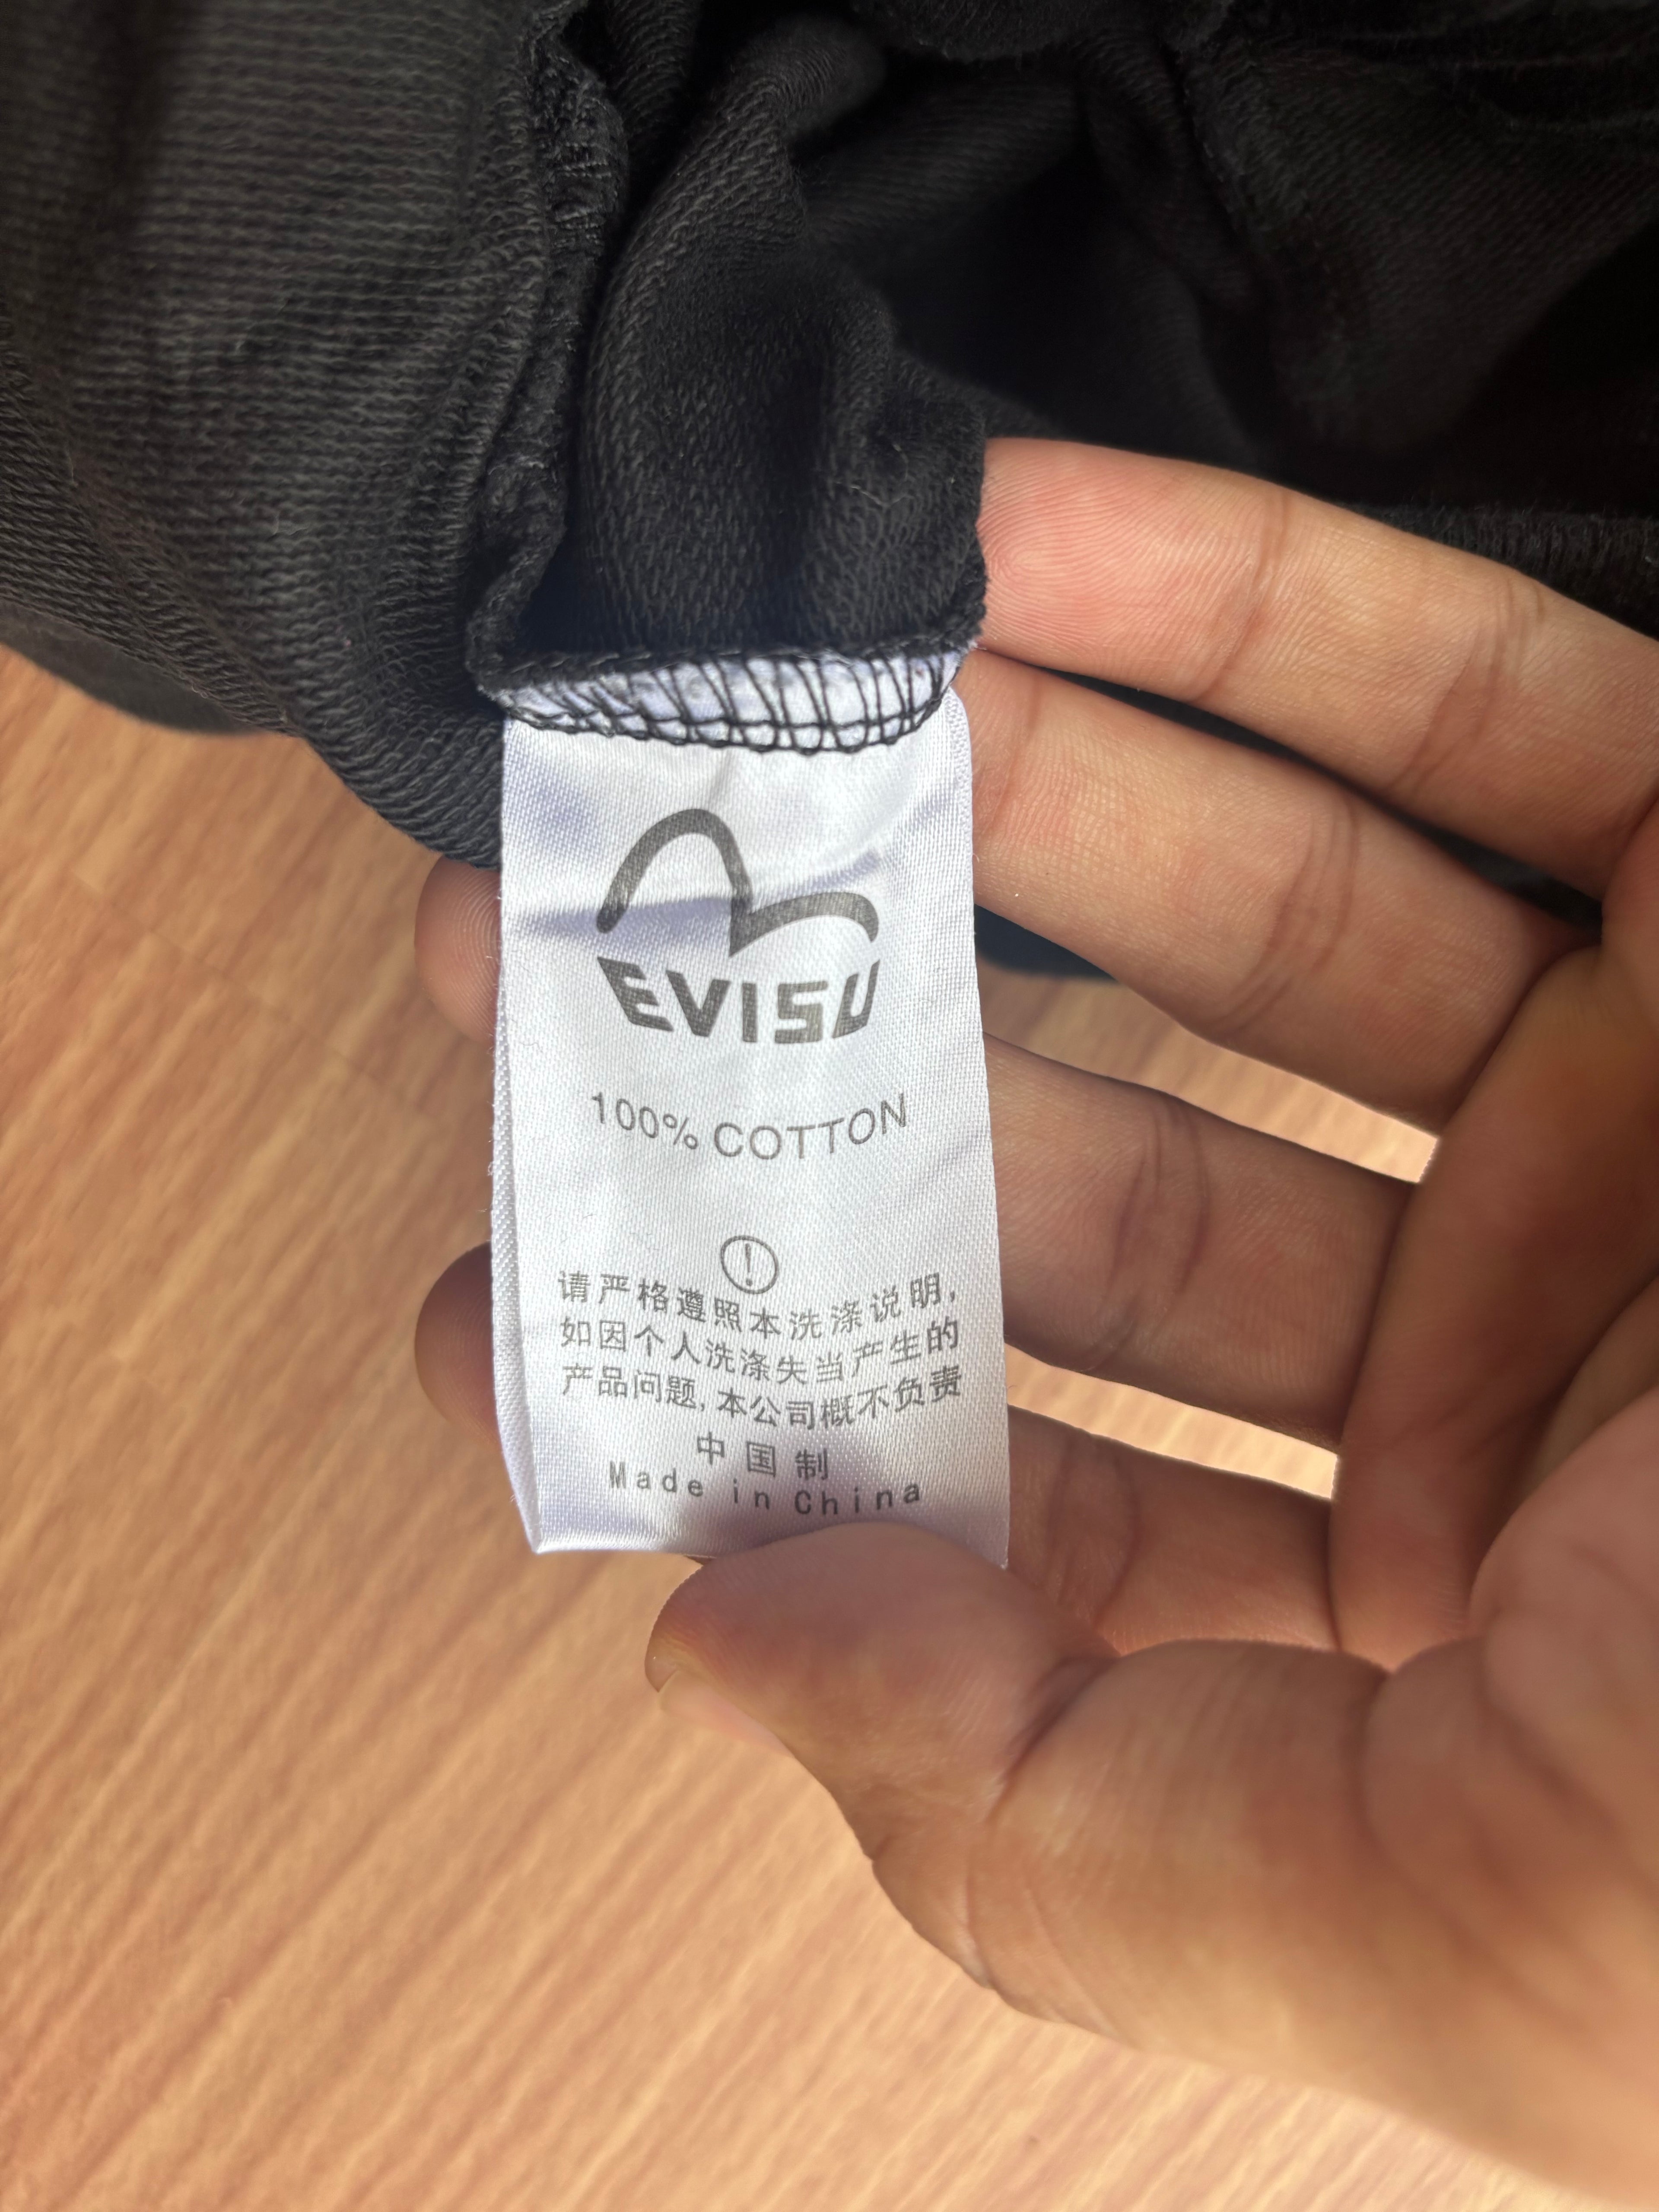 EVISU
100% COTTON
!
请严格遵照本洗涤说明,
如因个人洗涤失当产生的
产品问题,本公司概不负责
中国制
Made in China